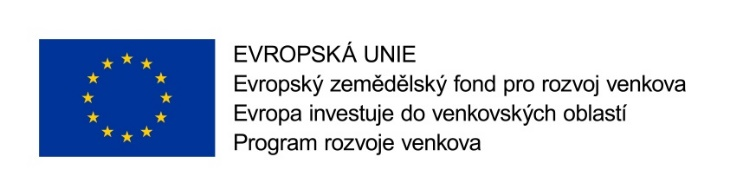 EVROPSKÁ UNIE
Evropský zemědělský fond pro rozvoj venkova
Evropa investuje do venkovských oblastí
Program rozvoje venkova